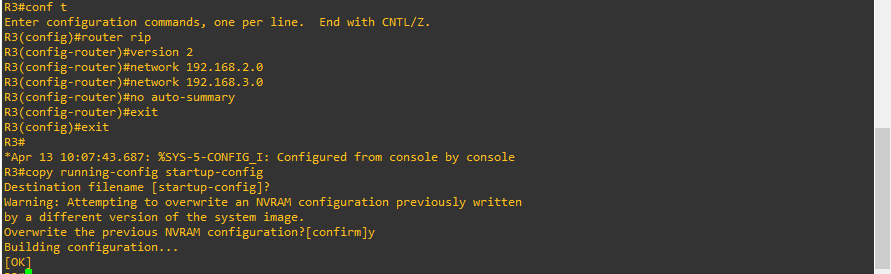 R3#conf t
Enter configuration commands, one per line.  End with CNTL/Z.
R3(config)#router rip
R3(config-router)#version 2
R3(config-router)#network 192.168.2.0
R3(config-router)#network 192.168.3.0
R3(config-router)#no auto-summary
R3(config-router)#exit
R3(config)#exit
R3#
*Apr 13 10:07:43.687: %SYS-5-CONFIG_I: Configured from console by console
R3#copy running-config startup-config
Destination filename [startup-config]?
Warning: Attempting to overwrite an NVRAM configuration previously written
by a different version of the system image.
Overwrite the previous NVRAM configuration?[confirm]y
Building configuration...
[OK]